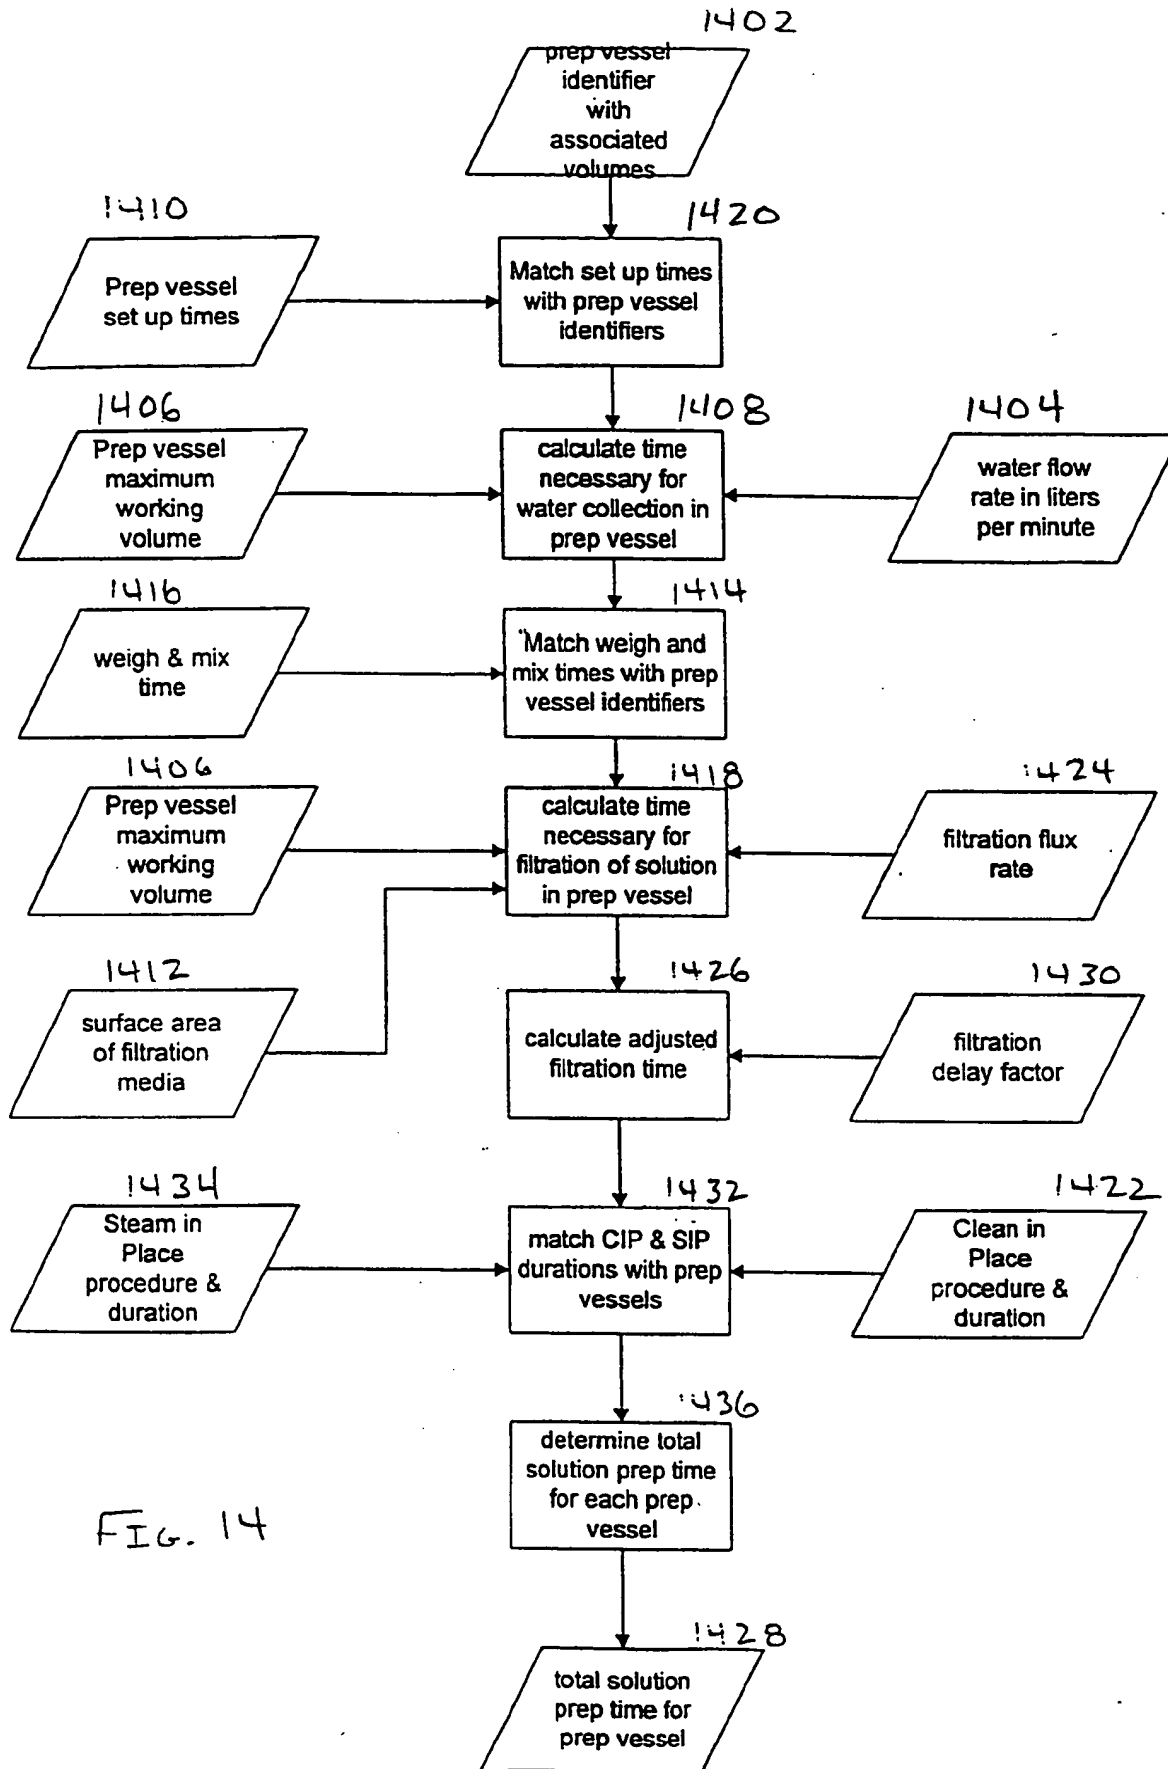 1402
prep vessel
identifier
with
associated
volumes
1410
Prep vessel
set up times
1420
Match set up times
with prep vessel
identifiers
1406
Prep vessel
maximum
working
volume
1408
calculate time
necessary for
water collection in
prep vessel
1404
water flow
rate in liters
per minute
1416
weigh & mix
time
1414
Match weigh and
mix times with prep
vessel identifiers
1406
Prep vessel
maximum
working
volume
1418
calculate time
necessary for
filtration of solution
in prep vessel
1424
filtration flux
rate
1412
surface area
of filtration
media
1426
calculate adjusted
filtration time
1430
filtration
delay factor
1434
Steam in
Place
procedure &
duration
1432
match CIP & SIP
durations with prep
vessels
1422
Clean in
Place
procedure &
duration
1436
determine total
solution prep time
for each prep
vessel
FIG. 14
1428
total solution
prep time for
prep vessel